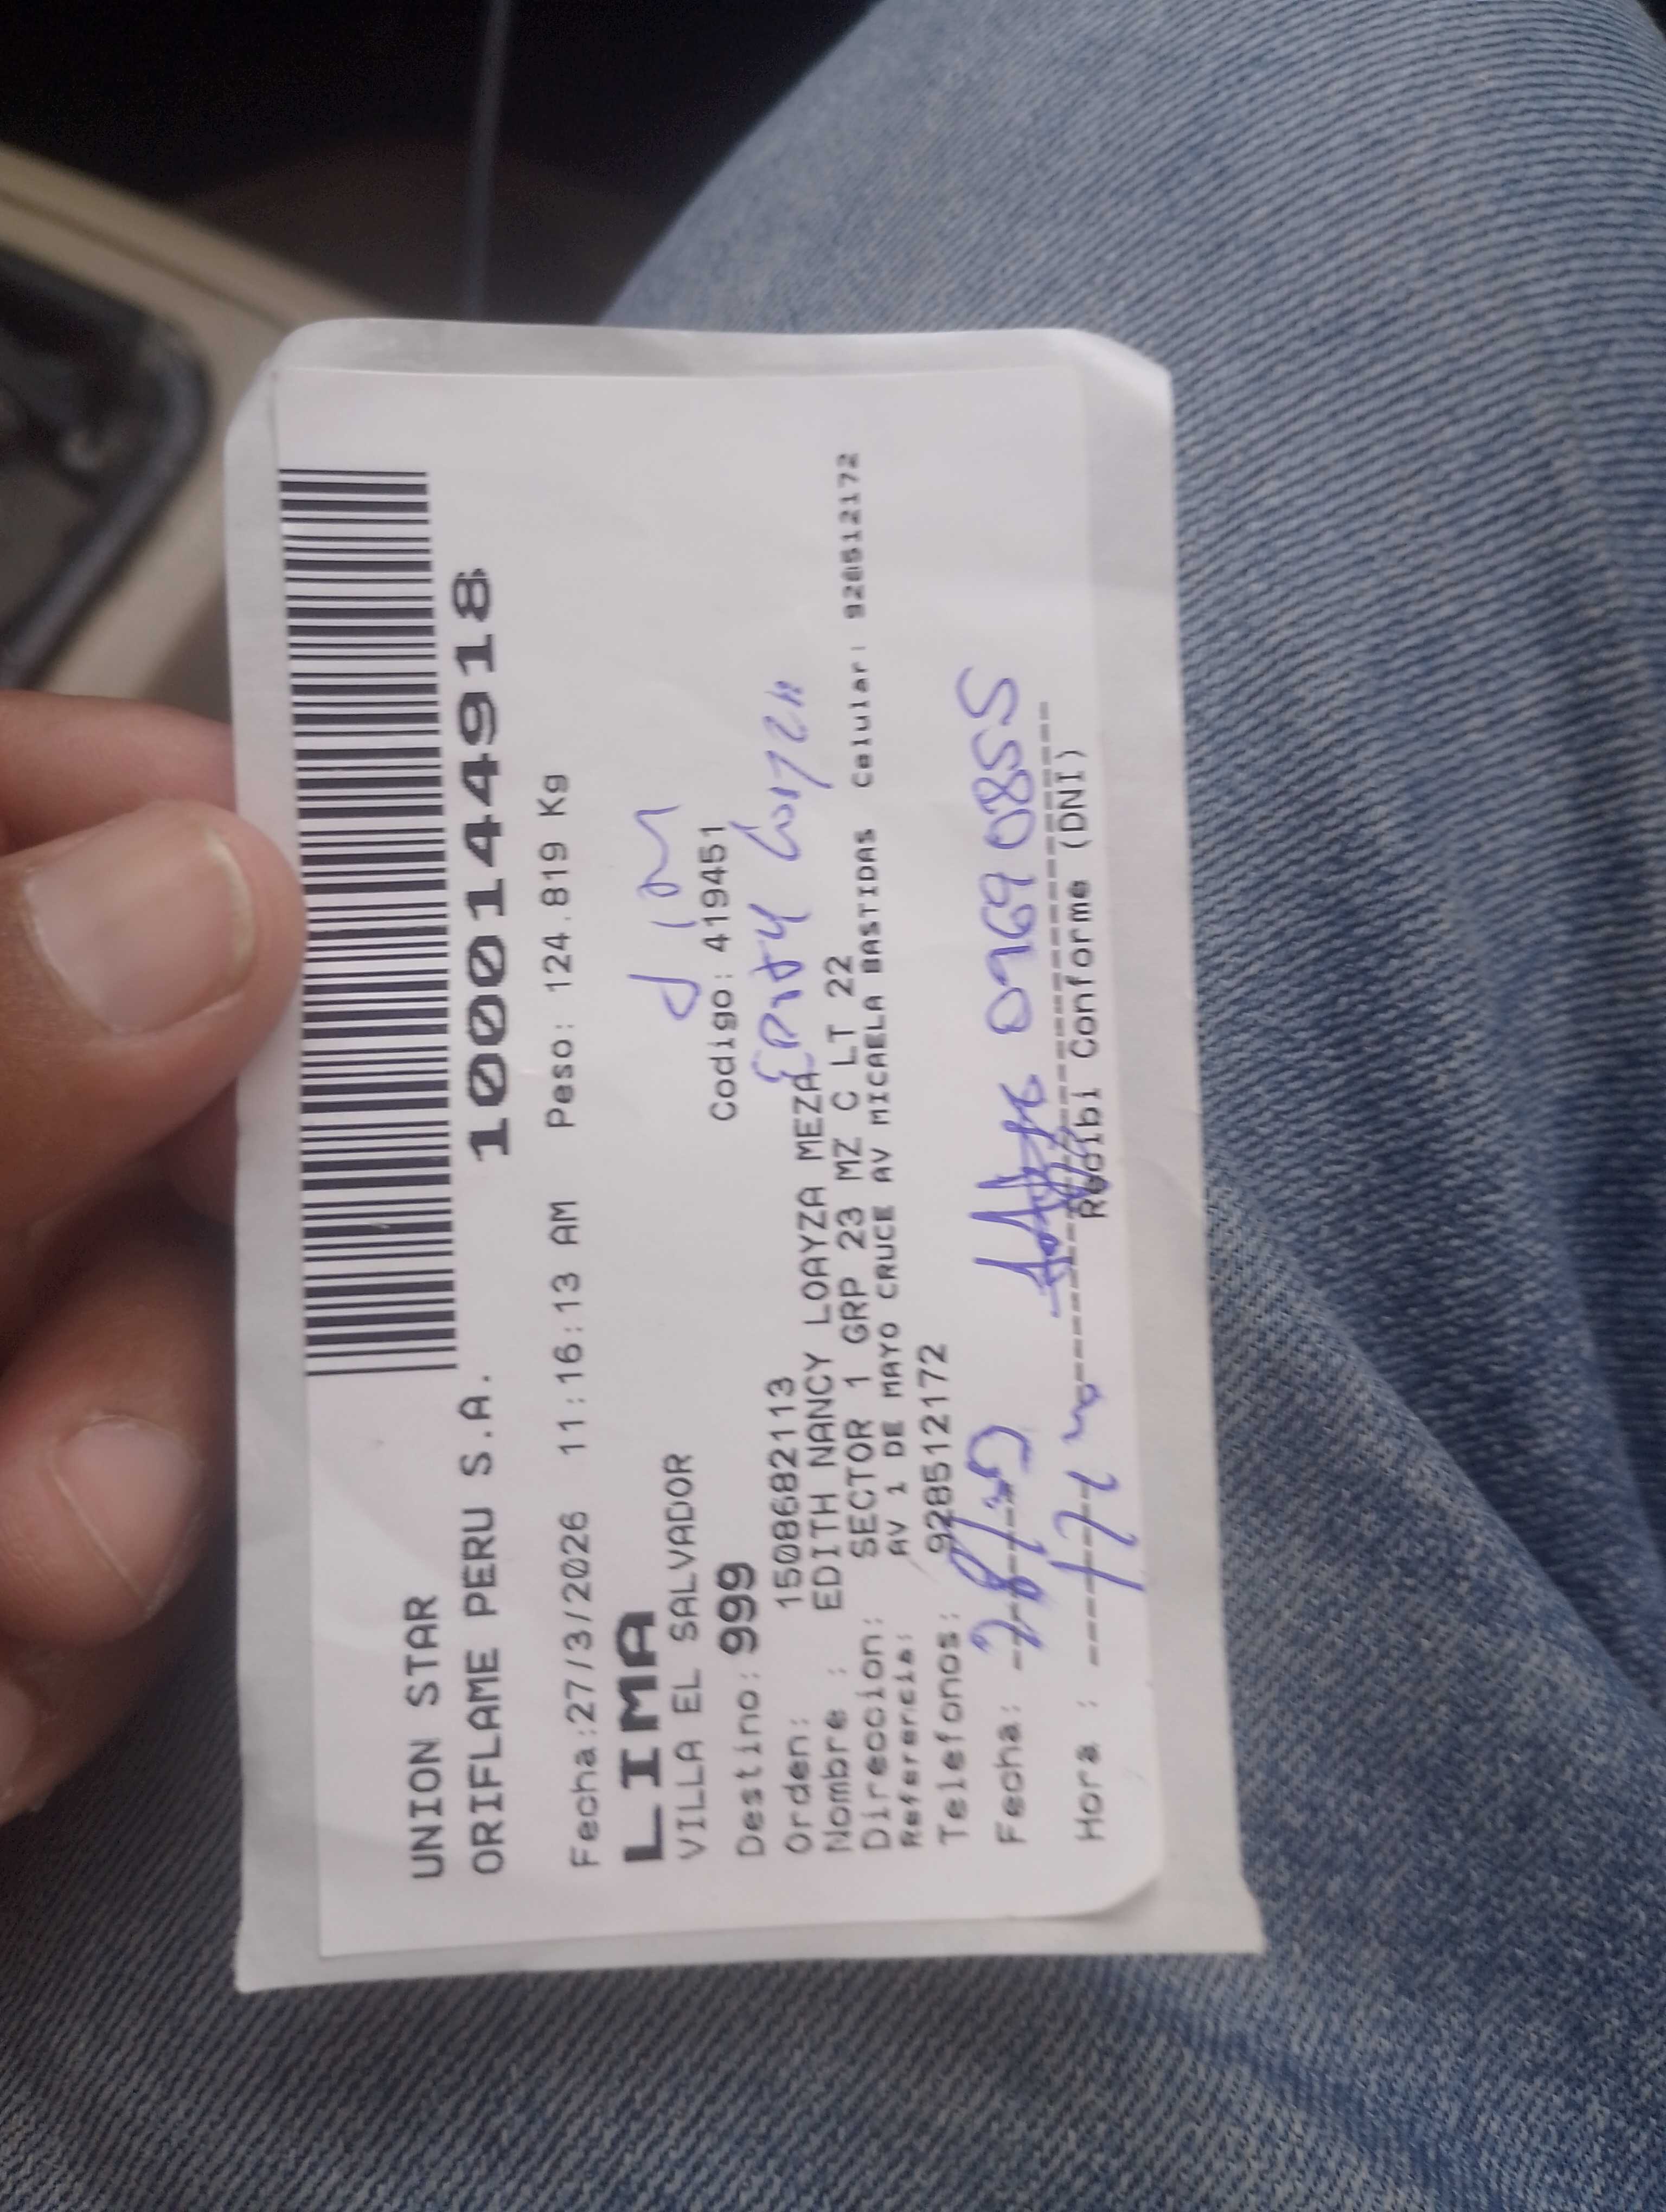 UNION STAR
ORIFLAME PERU S.A. 1000144918
Fecha:27/3/2026 11:16:13 AM Peso: 124.819 Kg
LIMA
VILLA EL SALVADOR
Destino: 999 Codigo: 419451
Orden: 1508682113
Nombre : EDITH NANCY LOAYZA MEZA
Direccion: SECTOR 1 GRP 23 MZ C LT 22
Referencia: AV 1 DE MAYO CRUCE AV MICAELA BASTIDAS Celular: 928512172
Telefonos: 928512172
Fecha:
Hora :
Recibi Conforme (DNI)